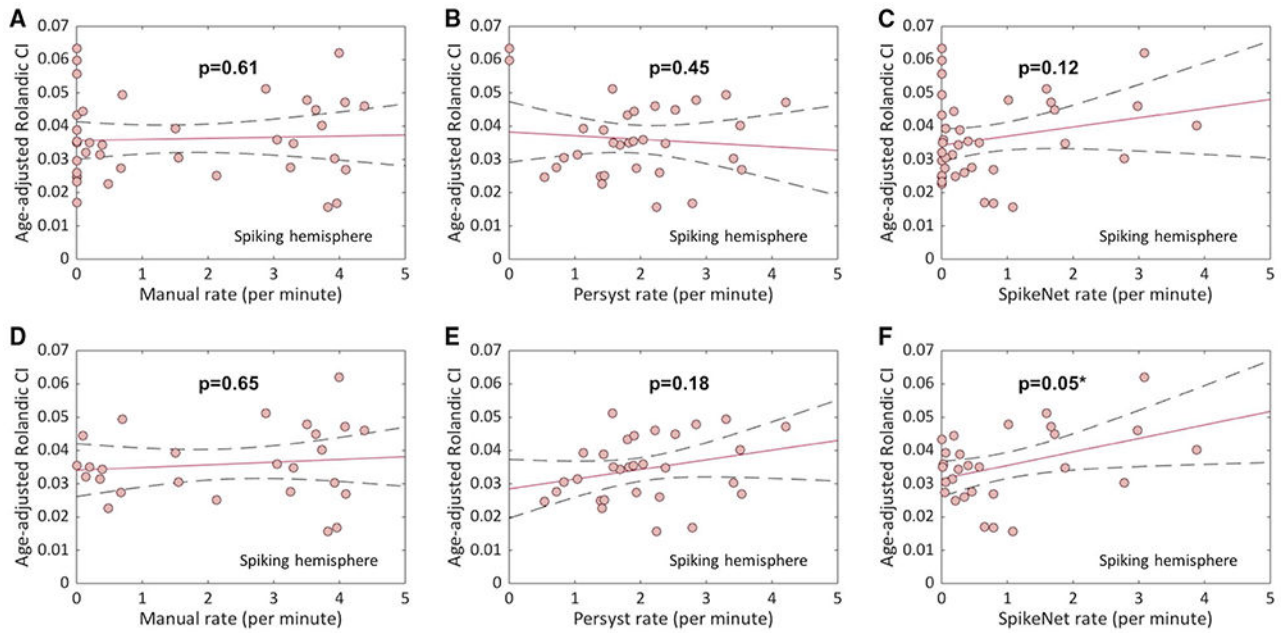 A
Age-adjusted Rolandic CI
0.07
0.06
0.05
0.04
0.03
0.02
0.01
0
p=0.61
Spiking hemisphere
0 1 2 3 4 5
Manual rate (per minute)
B
Age-adjusted Rolandic CI
0.07
0.06
0.05
0.04
0.03
0.02
0.01
0
p=0.45
Spiking hemisphere
0 1 2 3 4 5
Persyst rate (per minute)
C
Age-adjusted Rolandic CI
0.07
0.06
0.05
0.04
0.03
0.02
0.01
0
p=0.12
Spiking hemisphere
0 1 2 3 4 5
SpikeNet rate (per minute)
D
Age-adjusted Rolandic CI
0.07
0.06
0.05
0.04
0.03
0.02
0.01
0
p=0.65
Spiking hemisphere
0 1 2 3 4 5
Manual rate (per minute)
E
Age-adjusted Rolandic CI
0.07
0.06
0.05
0.04
0.03
0.02
0.01
0
p=0.18
Spiking hemisphere
0 1 2 3 4 5
Persyst rate (per minute)
F
Age-adjusted Rolandic CI
0.07
0.06
0.05
0.04
0.03
0.02
0.01
0
p=0.05*
Spiking hemisphere
0 1 2 3 4 5
SpikeNet rate (per minute)